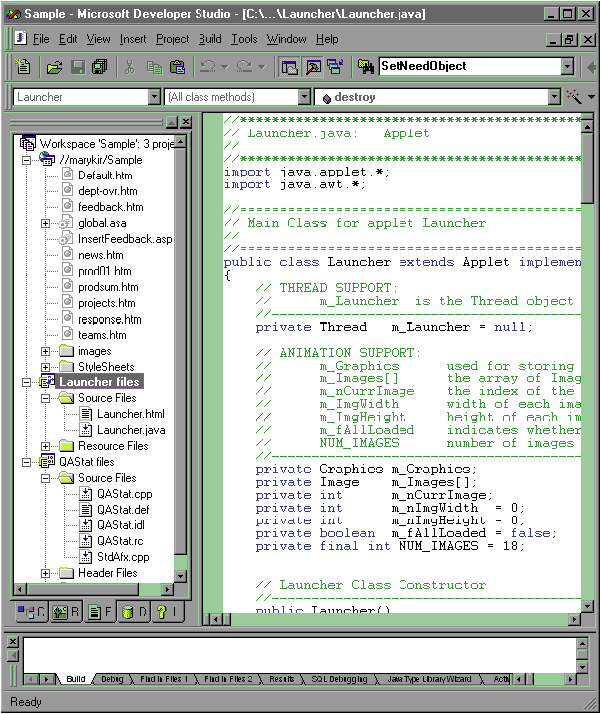 Sample - Microsoft Developer Studio - [C:\...\Launcher\Launcher.java]
File Edit View Insert Project Build Tools Window Help
SetNeedObject
Launcher (All class methods) destroy
Workspace 'Sample': 3 proje
//marykir/Sample
Default.htm
dept-ovr.htm
feedback.htm
global.asa
InsertFeedback.asp
news.htm
prod01.htm
prodsum.htm
projects.htm
response.htm
teams.htm
images
StyleSheets
Launcher files
Source Files
Launcher.html
Launcher.java
Resource Files
QAStat files
Source Files
QAStat.cpp
QAStat.def
QAStat.idl
QAStat.rc
StdAfx.cpp
Header Files
C R F D I
//*******************************************
// Launcher.java: Applet
//
//*******************************************
import java.applet.*;
import java.awt.*;
//===========================================
// Main Class for applet Launcher
//
//===========================================
public class Launcher extends Applet implemen
{
// THREAD SUPPORT:
// m_Launcher is the Thread object
//---------------------------------------
private Thread m_Launcher = null;
// ANIMATION SUPPORT:
// m_Graphics used for storing
// m_Images[] the array of Imag
// m_nCurrImage the index of the
// m_ImgWidth width of each ima
// m_ImgHeight height of each im
// m_fAllLoaded indicates whether
// NUM_IMAGES number of images
//---------------------------------------
private Graphics m_Graphics;
private Image m_Images[];
private int m_nCurrImage;
private int m_nImgWidth = 0;
private int m_nImgHeight = 0;
private boolean m_fAllLoaded = false;
private final int NUM_IMAGES = 18;
// Launcher Class Constructor
//---------------------------------------
public Launcher()
Build Debug Find in Files 1 Find in Files 2 Results SQL Debugging Java Type Library Wizard Acti
Ready